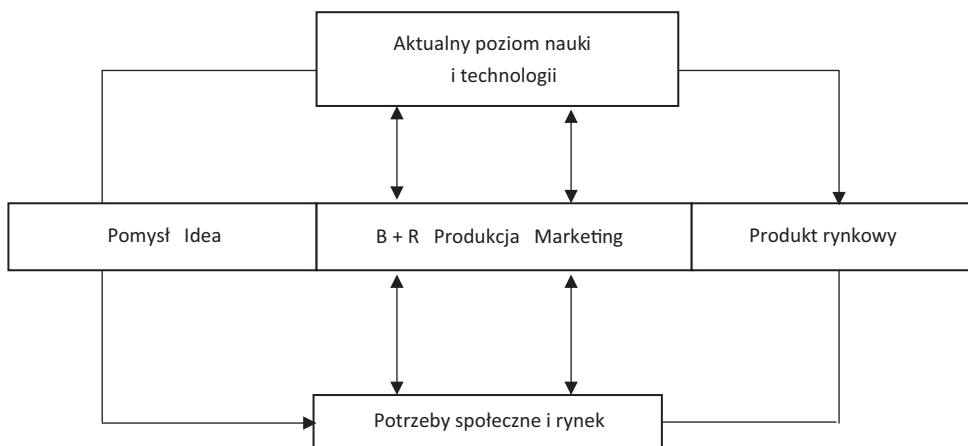 Aktualny poziom nauki
i technologii
Pomysł Idea
B + R Produkcja Marketing
Produkt rynkowy
Potrzeby społeczne i rynek